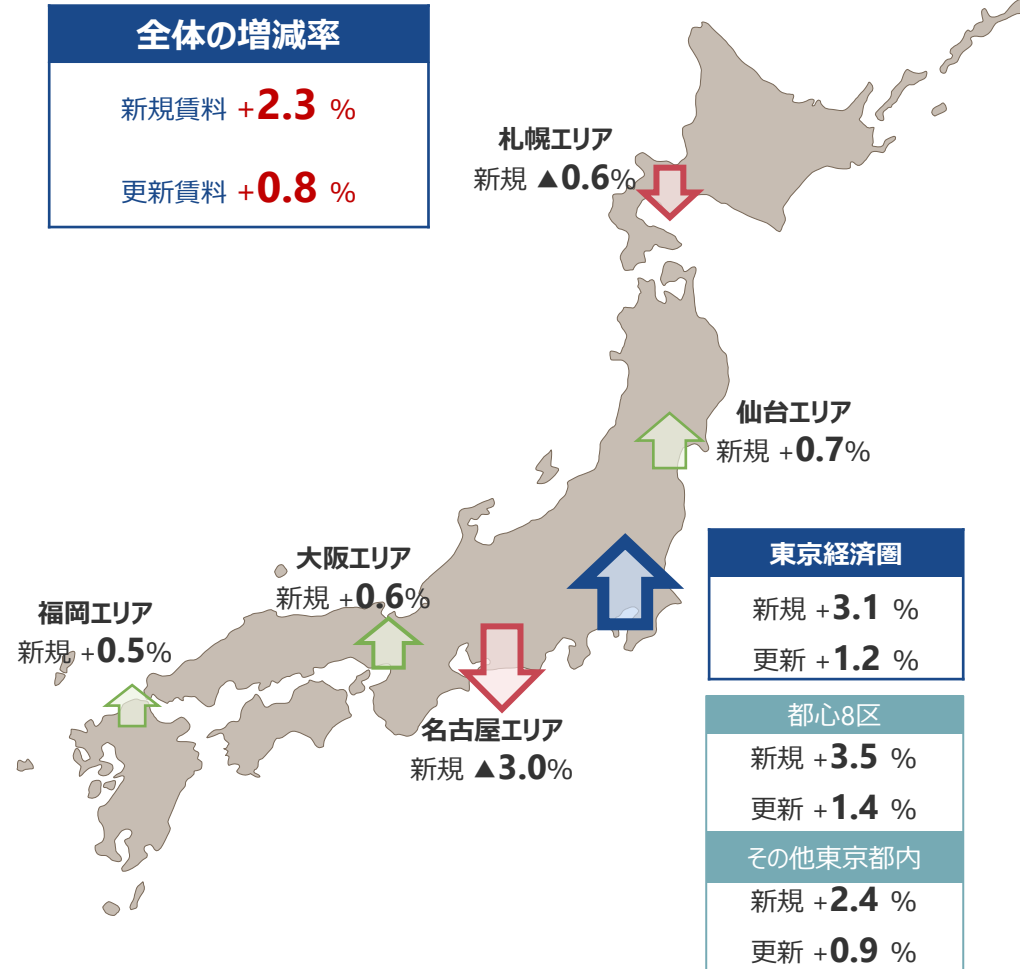 全体の増減率
新規賃料 +2.3 %
更新賃料 +0.8 %
札幌エリア
新規 ▲0.6%
仙台エリア
新規 +0.7%
大阪エリア
新規 +0.6%
福岡エリア
新規 +0.5%
名古屋エリア
新規 ▲3.0%
東京経済圏
新規 +3.1 %
更新 +1.2 %
都心8区
新規 +3.5 %
更新 +1.4 %
その他東京都内
新規 +2.4 %
更新 +0.9 %